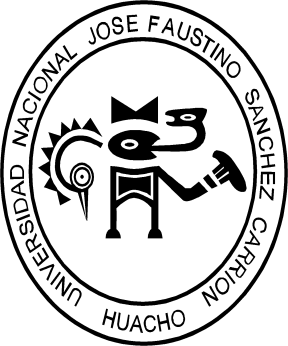 UNIVERSIDAD NACIONAL JOSE FAUSTINO SANCHEZ CARRION
HUACHO